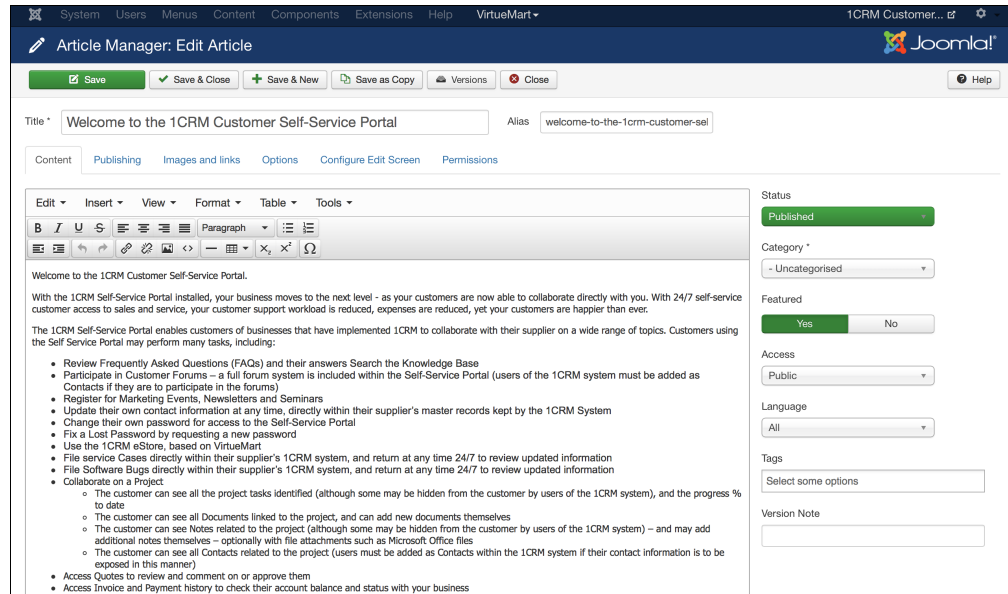 System Users Menus Content Components Extensions Help VirtueMart 1CRM Customer...
Article Manager: Edit Article Joomla!®
Save Save & Close Save & New Save as Copy Versions Close Help
Title * Welcome to the 1CRM Customer Self-Service Portal Alias welcome-to-the-1crm-customer-sel
Content Publishing Images and links Options Configure Edit Screen Permissions
Edit Insert View Format Table Tools
B I U S Paragraph
X₂ X² Ω
Welcome to the 1CRM Customer Self-Service Portal.
With the 1CRM Self-Service Portal installed, your business moves to the next level - as your customers are now able to collaborate directly with you. With 24/7 self-service
customer access to sales and service, your customer support workload is reduced, expenses are reduced, yet your customers are happier than ever.
The 1CRM Self-Service Portal enables customers of businesses that have implemented 1CRM to collaborate with their supplier on a wide range of topics. Customers using
the Self Service Portal may perform many tasks, including:
• Review Frequently Asked Questions (FAQs) and their answers Search the Knowledge Base
• Participate in Customer Forums – a full forum system is included within the Self-Service Portal (users of the 1CRM system must be added as
Contacts if they are to participate in the forums)
• Register for Marketing Events, Newsletters and Seminars
• Update their own contact information at any time, directly within their supplier's master records kept by the 1CRM System
• Change their own password for access to the Self-Service Portal
• Fix a Lost Password by requesting a new password
• Use the 1CRM eStore, based on VirtueMart
• File service Cases directly within their supplier's 1CRM system, and return at any time 24/7 to review updated information
• File Software Bugs directly within their supplier's 1CRM system, and return at any time 24/7 to review updated information
• Collaborate on a Project
◦ The customer can see all the project tasks identified (although some may be hidden from the customer by users of the 1CRM system), and the progress %
to date
◦ The customer can see all Documents linked to the project, and can add new documents themselves
◦ The customer can see Notes related to the project (although some may be hidden from the customer by users of the 1CRM system) – and may add
additional notes themselves – optionally with file attachments such as Microsoft Office files
◦ The customer can see all Contacts related to the project (users must be added as Contacts within the 1CRM system if their contact information is to be
exposed in this manner)
• Access Quotes to review and comment on or approve them
• Access Invoice and Payment history to check their account balance and status with your business
Status
Published
Category *
- Uncategorised
Featured
Yes No
Access
Public
Language
All
Tags
Select some options
Version Note